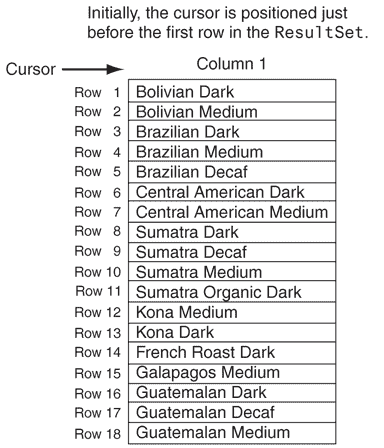 Initially, the cursor is positioned just
before the first row in the ResultSet.
Cursor Column 1
Row 1 Bolivian Dark
Row 2 Bolivian Medium
Row 3 Brazilian Dark
Row 4 Brazilian Medium
Row 5 Brazilian Decaf
Row 6 Central American Dark
Row 7 Central American Medium
Row 8 Sumatra Dark
Row 9 Sumatra Decaf
Row 10 Sumatra Medium
Row 11 Sumatra Organic Dark
Row 12 Kona Medium
Row 13 Kona Dark
Row 14 French Roast Dark
Row 15 Galapagos Medium
Row 16 Guatemalan Dark
Row 17 Guatemalan Decaf
Row 18 Guatemalan Medium